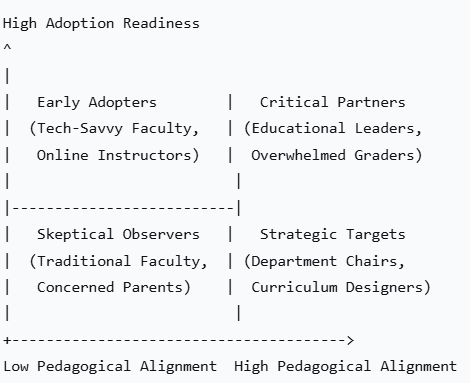 High Adoption Readiness
^
|
|   Early Adopters        |   Critical Partners
|  (Tech-Savvy Faculty,   | (Educational Leaders,
|   Online Instructors)   |  Overwhelmed Graders)
|                          |
|--------------------------|
|   Skeptical Observers   |   Strategic Targets
|  (Traditional Faculty,  | (Department Chairs,
|   Concerned Parents)    |  Curriculum Designers)
|                          |
+--------------------------------------->
Low Pedagogical Alignment  High Pedagogical Alignment